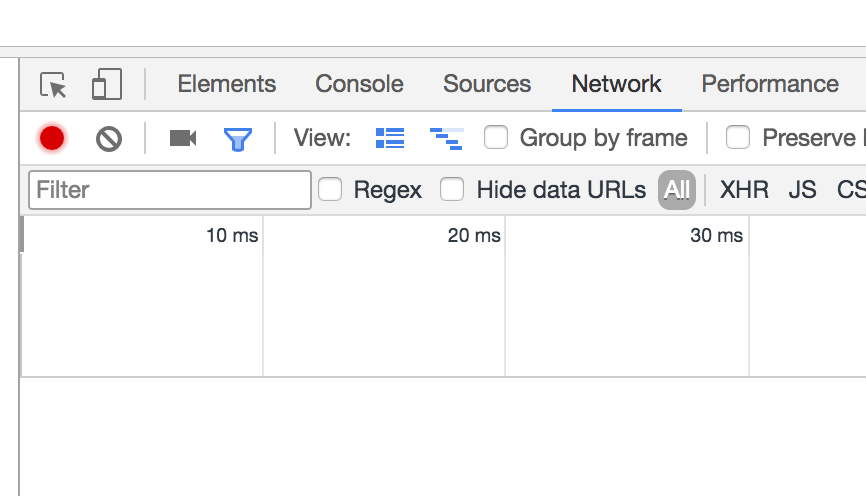 Elements Console Sources Network Performance
View: Group by frame Preserve
Filter Regex Hide data URLs All XHR JS CS
10 ms 20 ms 30 ms